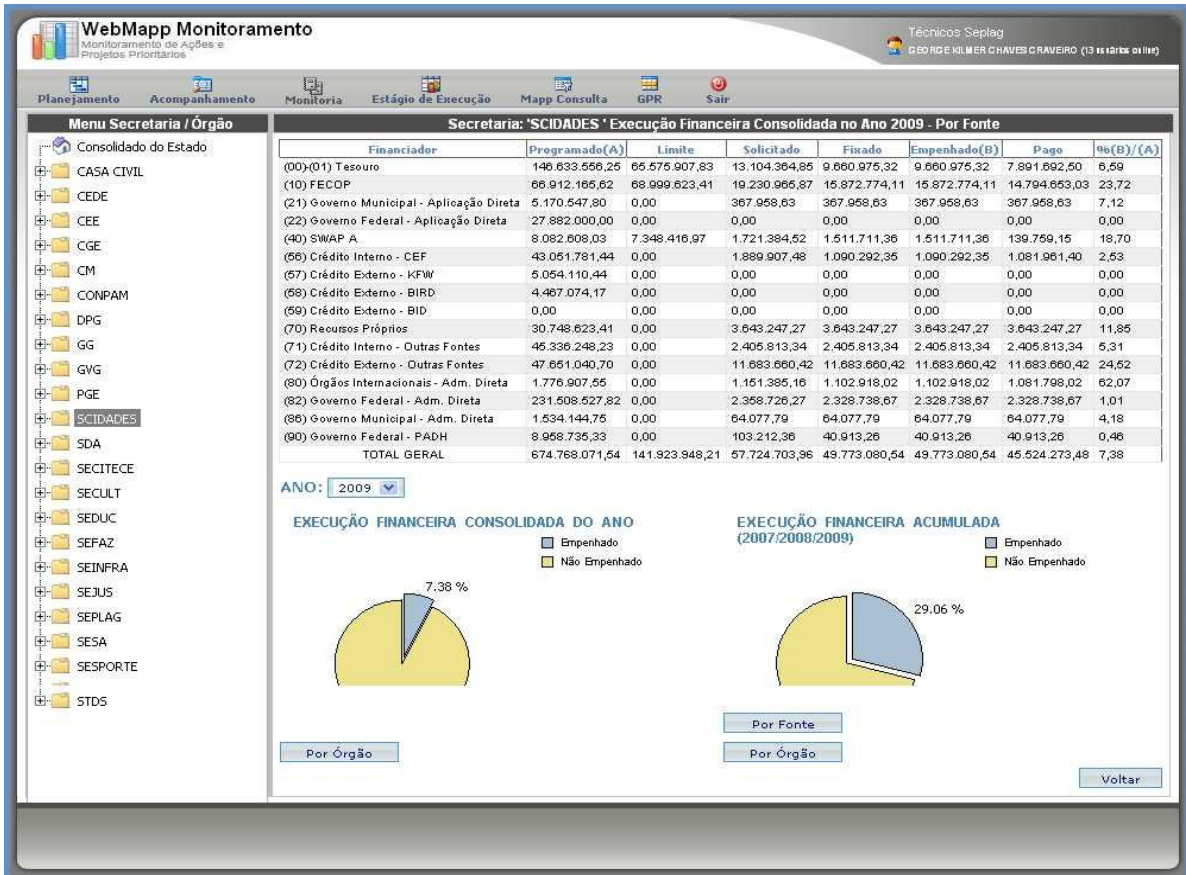 WebMapp Monitoramento
Monitoramento de Ações e
Projetos Prioritários
Técnicos Seplag
GEORGE KILMER CHAVES CRAVEIRO (13 usuários online)
Planejamento Acompanhamento Monitoria Estágio de Execução Mapp Consulta GPR Sair
Menu Secretaria / Órgão
Consolidado do Estado
CASA CIVIL
CEDE
CEE
CGE
CM
CONPAM
DPG
GG
GVG
PGE
SCIDADES
SDA
SECITECE
SECULT
SEDUC
SEFAZ
SEINFRA
SEJUS
SEPLAG
SESA
SESPORTE
STDS
Secretaria: 'SCIDADES ' Execução Financeira Consolidada no Ano 2009 - Por Fonte
Financiador Programado(A) Limite Solicitado Fixado Empenhado(B) Pago %(B)/(A)
(00)-(01) Tesouro 146.633.556,25 65.575.907,83 13.104.364,85 9.660.975,32 9.660.975,32 7.891.692,50 6,59
(10) FECOP 66.912.165,62 68.999.623,41 19.230.965,87 15.872.774,11 15.872.774,11 14.794.653,03 23,72
(21) Governo Municipal - Aplicação Direta 5.170.547,80 0,00 367.958,63 367.958,63 367.958,63 367.958,63 7,12
(22) Governo Federal - Aplicação Direta 27.882.000,00 0,00 0,00 0,00 0,00 0,00 0,00
(40) SWAP A 8.082.608,03 7.348.416,97 1.721.384,52 1.511.711,36 1.511.711,36 139.759,15 18,70
(56) Crédito Interno - CEF 43.051.781,44 0,00 1.889.907,48 1.090.292,35 1.090.292,35 1.081.961,40 2,53
(57) Crédito Externo - KFW 5.054.110,44 0,00 0,00 0,00 0,00 0,00 0,00
(58) Crédito Externo - BIRD 4.467.074,17 0,00 0,00 0,00 0,00 0,00 0,00
(59) Crédito Externo - BID 0,00 0,00 0,00 0,00 0,00 0,00 0,00
(70) Recursos Próprios 30.748.623,41 0,00 3.643.247,27 3.643.247,27 3.643.247,27 3.643.247,27 11,85
(71) Crédito Interno - Outras Fontes 45.336.248,23 0,00 2.405.813,34 2.405.813,34 2.405.813,34 2.405.813,34 5,31
(72) Crédito Externo - Outras Fontes 47.651.040,70 0,00 11.683.660,42 11.683.660,42 11.683.660,42 11.683.660,42 24,52
(80) Órgãos Internacionais - Adm. Direta 1.776.907,55 0,00 1.151.385,16 1.102.918,02 1.102.918,02 1.081.798,02 62,07
(82) Governo Federal - Adm. Direta 231.508.527,82 0,00 2.358.726,27 2.328.738,67 2.328.738,67 2.328.738,67 1,01
(86) Governo Municipal - Adm. Direta 1.534.144,75 0,00 64.077,79 64.077,79 64.077,79 64.077,79 4,18
(90) Governo Federal - PADH 8.958.735,33 0,00 103.212,36 40.913,26 40.913,26 40.913,26 0,46
TOTAL GERAL 674.768.071,54 141.923.948,21 57.724.703,96 49.773.080,54 49.773.080,54 45.524.273,48 7,38
ANO: 2009
EXECUÇÃO FINANCEIRA CONSOLIDADA DO ANO
Empenhado
Não Empenhado
7.38 %
Por Órgão
EXECUÇÃO FINANCEIRA ACUMULADA
(2007/2008/2009)
Empenhado
Não Empenhado
29.06 %
Por Fonte
Por Órgão
Voltar